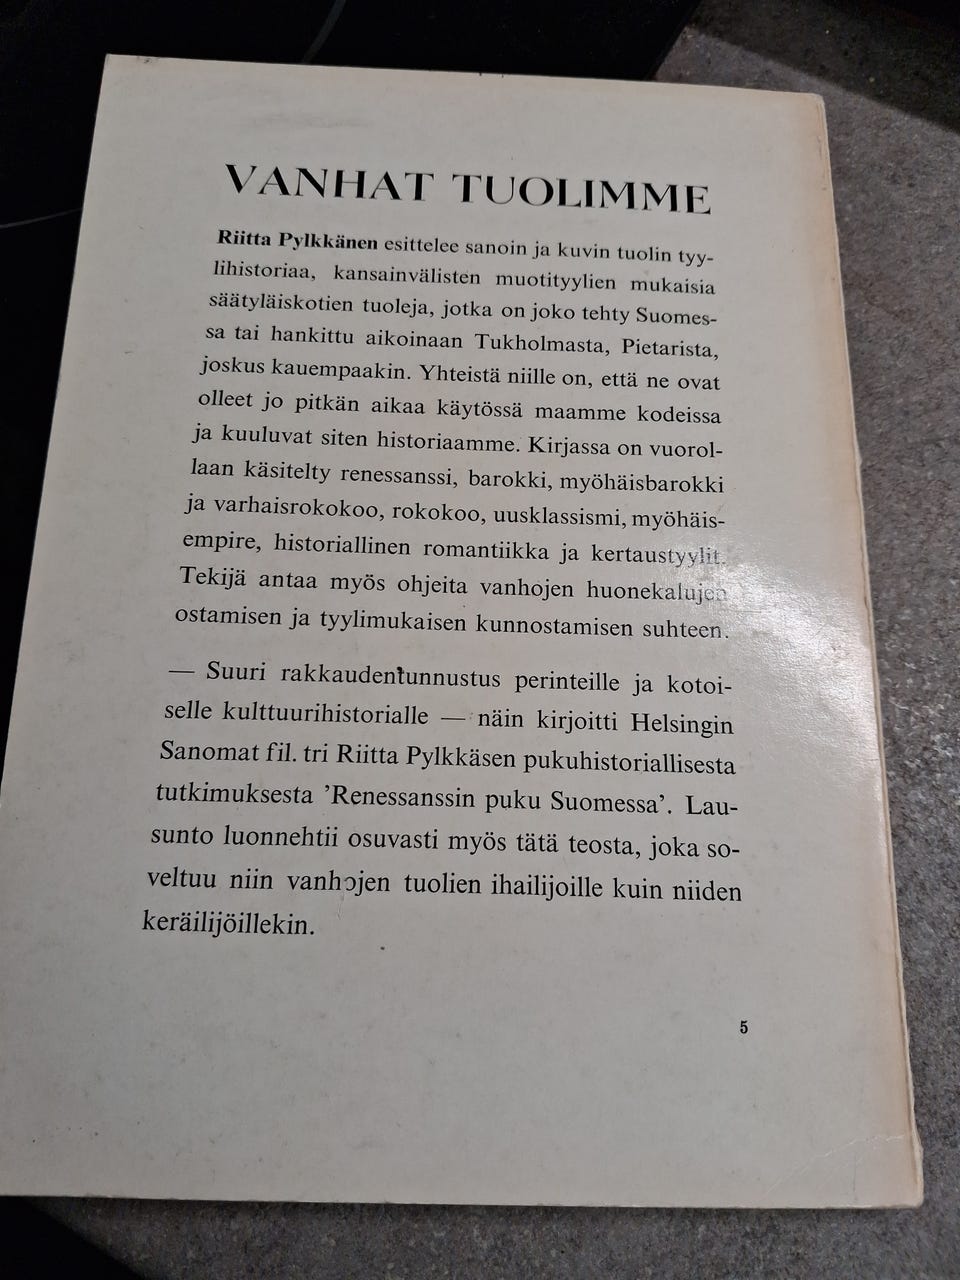 VANHAT TUOLIMME
Riitta Pylkkänen esittelee sanoin ja kuvin tuolin tyy-
lihistoriaa, kansainvälisten muotityylien mukaisia
säätyläiskotien tuoleja, jotka on joko tehty Suomes-
sa tai hankittu aikoinaan Tukholmasta, Pietarista,
joskus kauempaakin. Yhteistä niille on, että ne ovat
olleet jo pitkän aikaa käytössä maamme kodeissa
ja kuuluvat siten historiaamme. Kirjassa on vuorol-
laan käsitelty renessanssi, barokki, myöhäisbarokki
ja varhaisrokokoo, rokokoo, uusklassismi, myöhäis-
empire, historiallinen romantiikka ja kertaustyylit.
Tekijä antaa myös ohjeita vanhojen huonekalujen
ostamisen ja tyylimukaisen kunnostamisen suhteen.
— Suuri rakkaudentunnustus perinteille ja kotoi-
selle kulttuurihistorialle — näin kirjoitti Helsingin
Sanomat fil. tri Riitta Pylkkäsen pukuhistoriallisesta
tutkimuksesta ’Renessanssin puku Suomessa’. Lau-
sunto luonnehtii osuvasti myös tätä teosta, joka so-
veltuu niin vanhojen tuolien ihailijoille kuin niiden
keräilijöillekin.
5